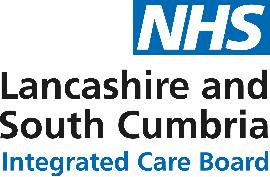 NHS
Lancashire and
South Cumbria
Integrated Care Board